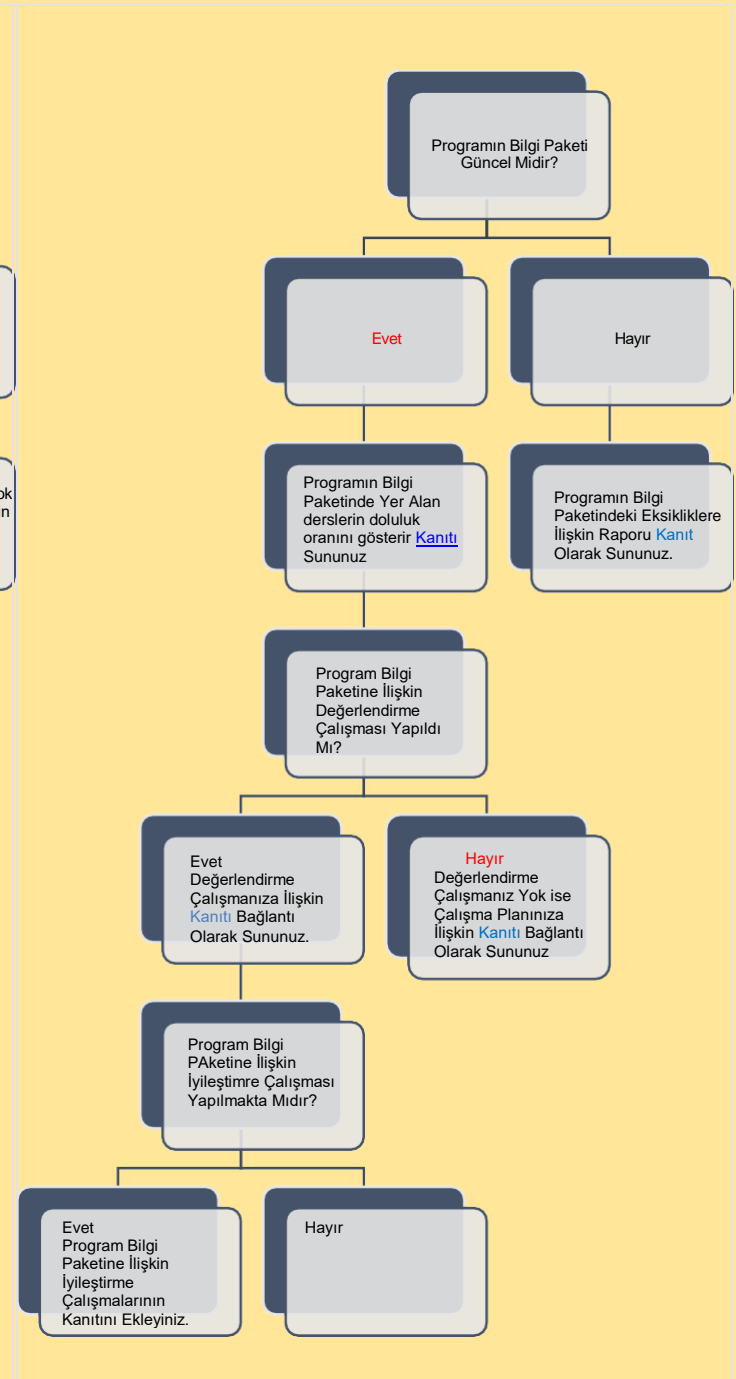 Programın Bilgi Paketi
Güncel Midir?
Evet
Hayır
ok
in
Programın Bilgi
Paketinde Yer Alan
derslerin doluluk
oranını gösterir Kanıtı
Sununuz
Programın Bilgi
Paketindeki Eksikliklere
İlişkin Raporu Kanıt
Olarak Sununuz.
Program Bilgi
Paketine İlişkin
Değerlendirme
Çalışması Yapıldı
Mı?
Evet
Değerlendirme
Çalışmanıza İlişkin
Kanıtı Bağlantı
Olarak Sununuz.
Hayır
Değerlendirme
Çalışmanız Yok ise
Çalışma Planınıza
İlişkin Kanıtı Bağlantı
Olarak Sununuz
Program Bilgi
PAketine İlişkin
İyileştimre Çalışması
Yapılmakta Mıdır?
Evet
Program Bilgi
Paketine İlişkin
İyileştirme
Çalışmalarının
Kanıtını Ekleyiniz.
Hayır